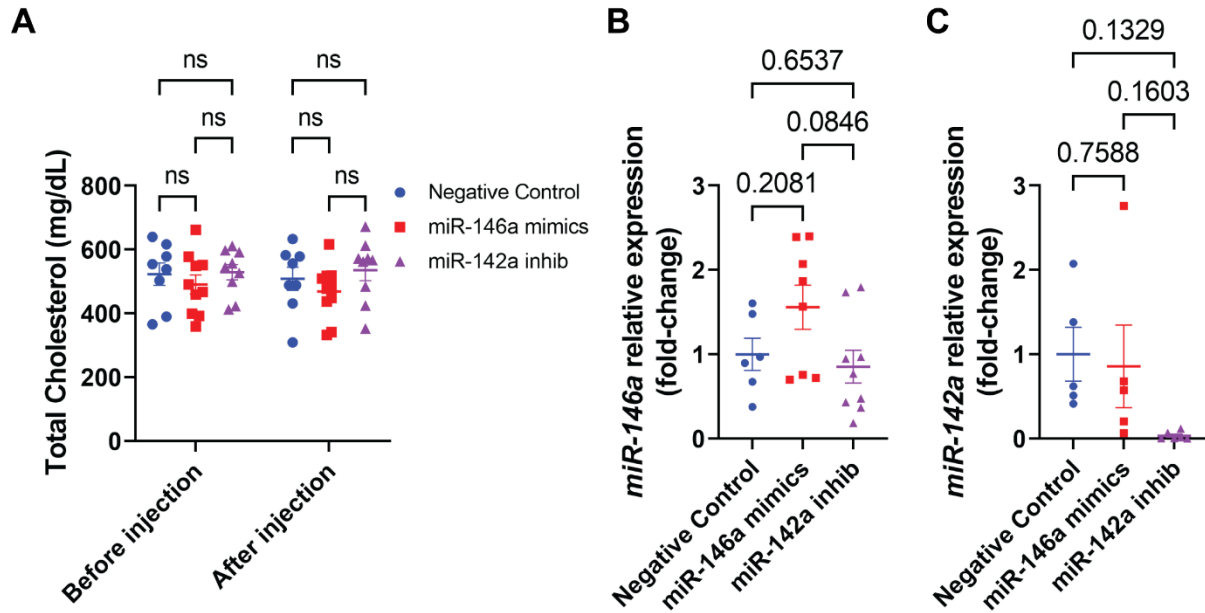 A
ns
ns
ns
ns
ns
ns
Total Cholesterol (mg/dL)
800
600
400
200
0
Before injection
After injection
Negative Control
miR-146a mimics
miR-142a inhib
B
0.6537
0.0846
0.2081
miR-146a relative expression
(fold-change)
3
2
1
0
Negative Control
miR-146a mimics
miR-142a inhib
C
0.1329
0.1603
0.7588
miR-142a relative expression
(fold-change)
3
2
1
0
Negative Control
miR-146a mimics
miR-142a inhib